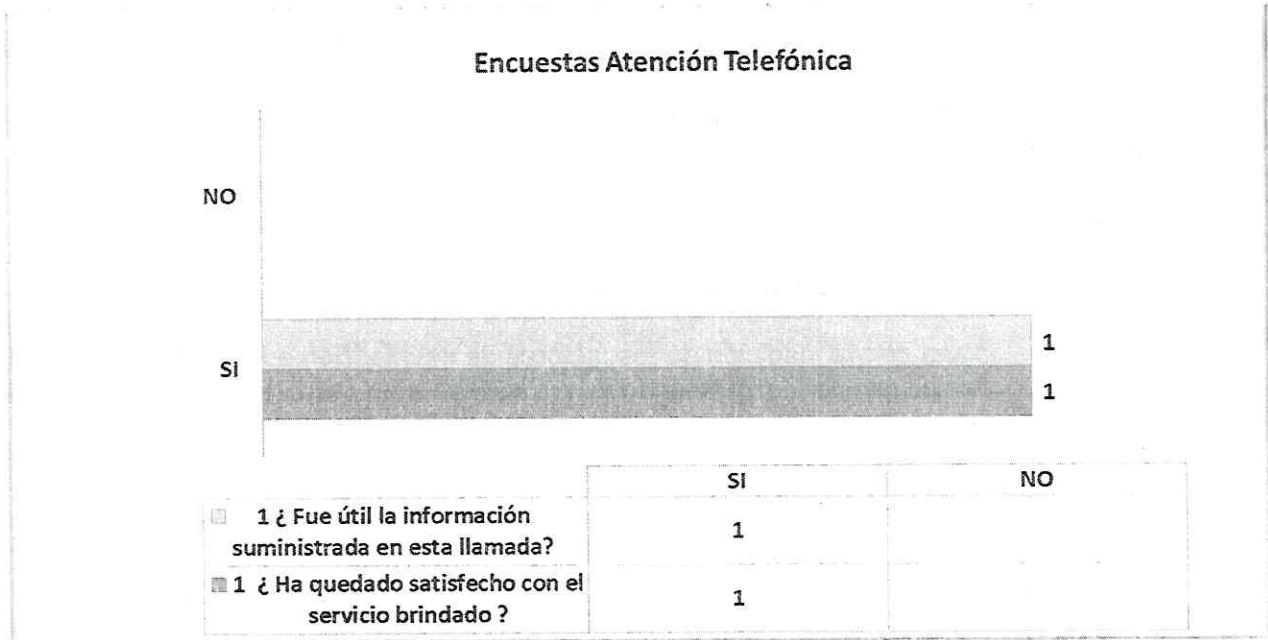 Encuestas Atención Telefónica
NO
SI
1
1
SI NO
1 ¿ Fue útil la información
suministrada en esta llamada?
1
1 ¿ Ha quedado satisfecho con el
servicio brindado ?
1